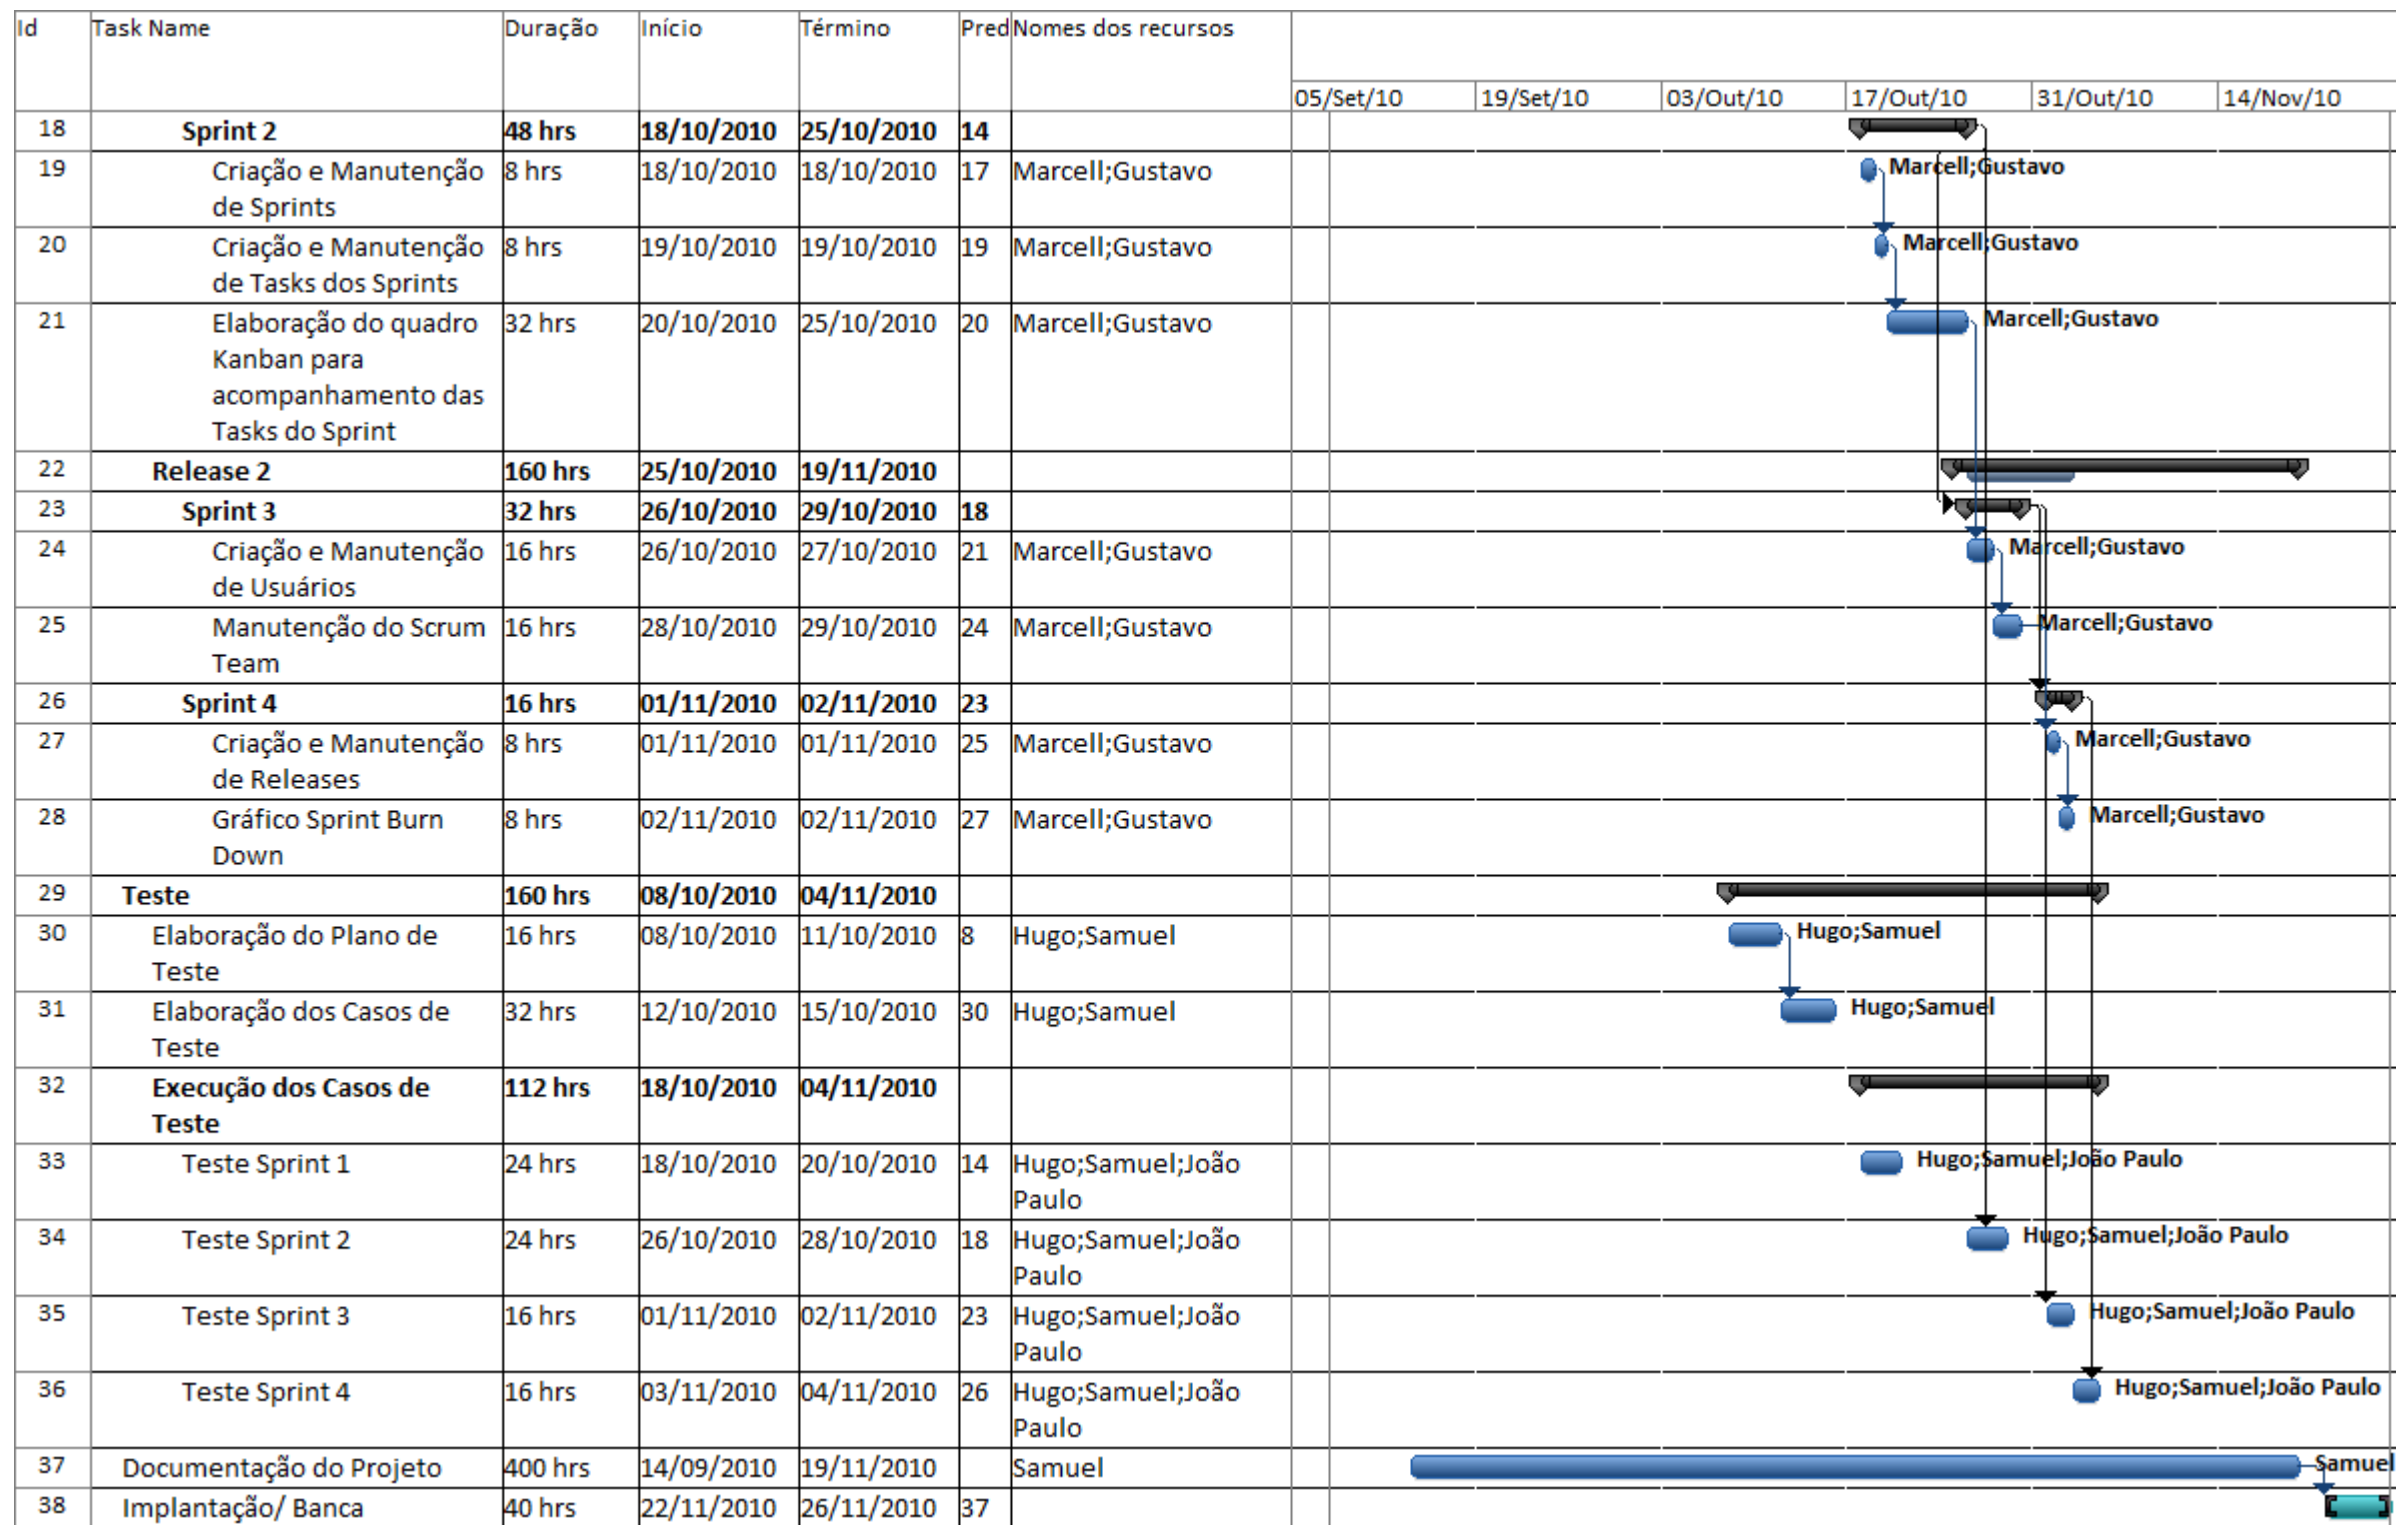 Id Task Name Duração Início Término Pred Nomes dos recursos
05/Set/10 19/Set/10 03/Out/10 17/Out/10 31/Out/10 14/Nov/10
18 Sprint 2 48 hrs 18/10/2010 25/10/2010 14
19 Criação e Manutenção 8 hrs 18/10/2010 18/10/2010 17 Marcell;Gustavo Marcell;Gustavo
de Sprints
20 Criação e Manutenção 8 hrs 19/10/2010 19/10/2010 19 Marcell;Gustavo Marcell;Gustavo
de Tasks dos Sprints
21 Elaboração do quadro 32 hrs 20/10/2010 25/10/2010 20 Marcell;Gustavo Marcell;Gustavo
Kanban para
acompanhamento das
Tasks do Sprint
22 Release 2 160 hrs 25/10/2010 19/11/2010
23 Sprint 3 32 hrs 26/10/2010 29/10/2010 18
24 Criação e Manutenção 16 hrs 26/10/2010 27/10/2010 21 Marcell;Gustavo Marcell;Gustavo
de Usuários
25 Manutenção do Scrum 16 hrs 28/10/2010 29/10/2010 24 Marcell;Gustavo Marcell;Gustavo
Team
26 Sprint 4 16 hrs 01/11/2010 02/11/2010 23
27 Criação e Manutenção 8 hrs 01/11/2010 01/11/2010 25 Marcell;Gustavo Marcell;Gustavo
de Releases
28 Gráfico Sprint Burn 8 hrs 02/11/2010 02/11/2010 27 Marcell;Gustavo Marcell;Gustavo
Down
29 Teste 160 hrs 08/10/2010 04/11/2010
30 Elaboração do Plano de 16 hrs 08/10/2010 11/10/2010 8 Hugo;Samuel Hugo;Samuel
Teste
31 Elaboração dos Casos de 32 hrs 12/10/2010 15/10/2010 30 Hugo;Samuel Hugo;Samuel
Teste
32 Execução dos Casos de 112 hrs 18/10/2010 04/11/2010
Teste
33 Teste Sprint 1 24 hrs 18/10/2010 20/10/2010 14 Hugo;Samuel;João Hugo;Samuel;João Paulo
Paulo
34 Teste Sprint 2 24 hrs 26/10/2010 28/10/2010 18 Hugo;Samuel;João Hugo;Samuel;João Paulo
Paulo
35 Teste Sprint 3 16 hrs 01/11/2010 02/11/2010 23 Hugo;Samuel;João Hugo;Samuel;João Paulo
Paulo
36 Teste Sprint 4 16 hrs 03/11/2010 04/11/2010 26 Hugo;Samuel;João Hugo;Samuel;João Paulo
Paulo
37 Documentação do Projeto 400 hrs 14/09/2010 19/11/2010 Samuel Samuel
38 Implantação/ Banca 40 hrs 22/11/2010 26/11/2010 37